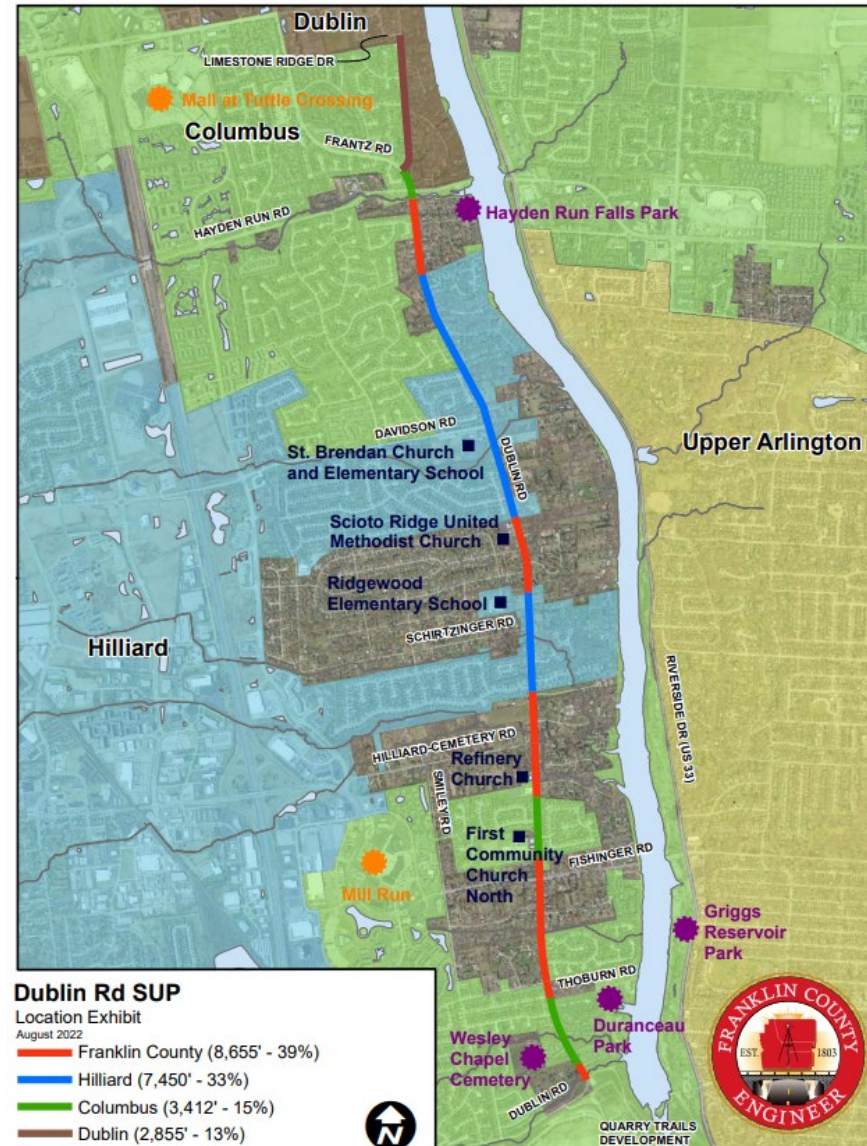 Dublin
LIMESTONE RIDGE DR
Mall at Tuttle Crossing
Columbus
FRANTZ RD
HAYDEN RUN RD
Hayden Run Falls Park
DAVIDSON RD
DUBLIN RD
Upper Arlington
St. Brendan Church
and Elementary School
Scioto Ridge United
Methodist Church
Ridgewood
Elementary School
SCHIRTZINGER RD
Hilliard
RIVERSIDE DR (US 33)
HILLIARD-CEMETERY RD
Refinery
Church
SMILEY RD
First
Community
Church
North
FISHINGER RD
Mill Run
Griggs
Reservoir
Park
THOBURN RD
Duranceau
Park
Wesley
Chapel
Cemetery
DUBLIN RD
QUARRY TRAILS
DEVELOPMENT
Dublin Rd SUP
Location Exhibit
August 2022
Franklin County (8,655' - 39%)
Hilliard (7,450' - 33%)
Columbus (3,412' - 15%)
Dublin (2,855' - 13%)
N
FRANKLIN COUNTY
EST. 1803
ENGINEER